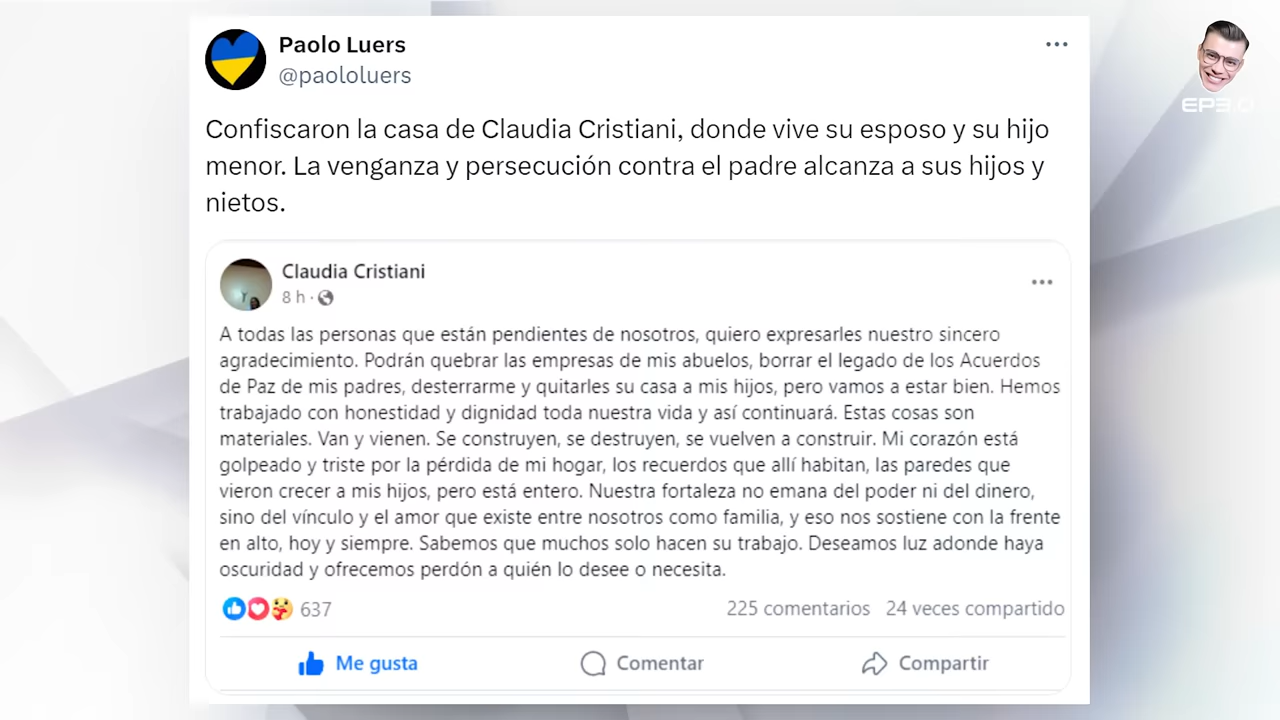 Paolo Luers
@paololuers
Confiscaron la casa de Claudia Cristiani, donde vive su esposo y su hijo
menor. La venganza y persecución contra el padre alcanza a sus hijos y
nietos.
Claudia Cristiani
8 h ·
A todas las personas que están pendientes de nosotros, quiero expresarles nuestro sincero
agradecimiento. Podrán quebrar las empresas de mis abuelos, borrar el legado de los Acuerdos
de Paz de mis padres, desterrarme y quitarles su casa a mis hijos, pero vamos a estar bien. Hemos
trabajado con honestidad y dignidad toda nuestra vida y así continuará. Estas cosas son
materiales. Van y vienen. Se construyen, se destruyen, se vuelven a construir. Mi corazón está
golpeado y triste por la pérdida de mi hogar, los recuerdos que allí habitan, las paredes que
vieron crecer a mis hijos, pero está entero. Nuestra fortaleza no emana del poder ni del dinero,
sino del vínculo y el amor que existe entre nosotros como familia, y eso nos sostiene con la frente
en alto, hoy y siempre. Sabemos que muchos solo hacen su trabajo. Deseamos luz adonde haya
oscuridad y ofrecemos perdón a quién lo desee o necesita.
637 225 comentarios 24 veces compartido
Me gusta Comentar Compartir